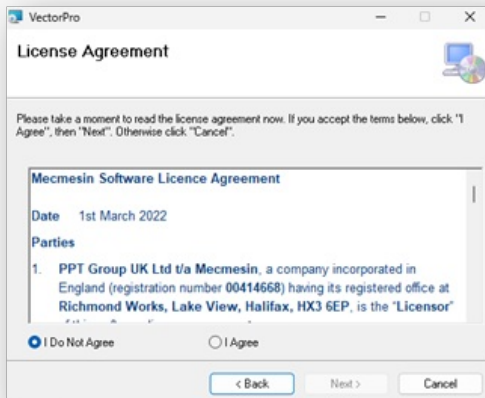 VectorPro
License Agreement
Please take a moment to read the license agreement now. If you accept the terms below, click "I
Agree", then "Next". Otherwise click "Cancel".
Mecmesin Software Licence Agreement
Date 1st March 2022
Parties
1. PPT Group UK Ltd t/a Mecmesin, a company incorporated in
England (registration number 00414668) having its registered office at
Richmond Works, Lake View, Halifax, HX3 6EP, is the "Licensor"
I Do Not Agree I Agree
< Back Next > Cancel